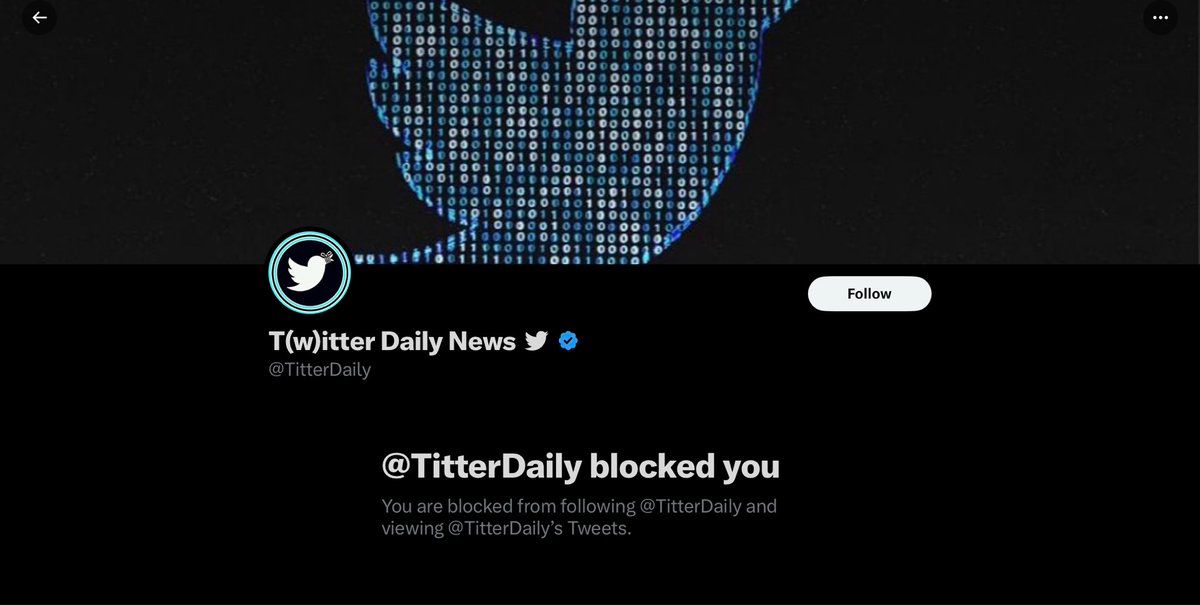 T(w)itter Daily News
@TitterDaily
Follow
@TitterDaily blocked you
You are blocked from following @TitterDaily and
viewing @TitterDaily’s Tweets.